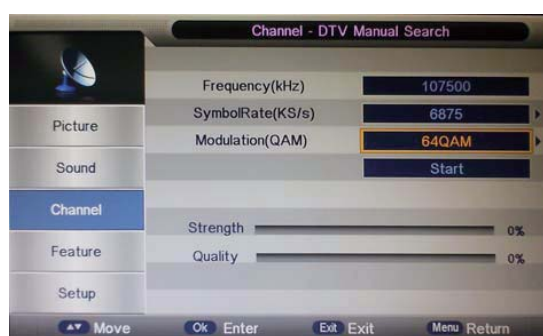 Channel - DTV Manual Search
Frequency(kHz) 107500
SymbolRate(KS/s) 6875
Modulation(QAM) 64QAM
Start
Strength 0%
Quality 0%
Picture
Sound
Channel
Feature
Setup
▲▼ Move Ok Enter Exit Exit Menu Return